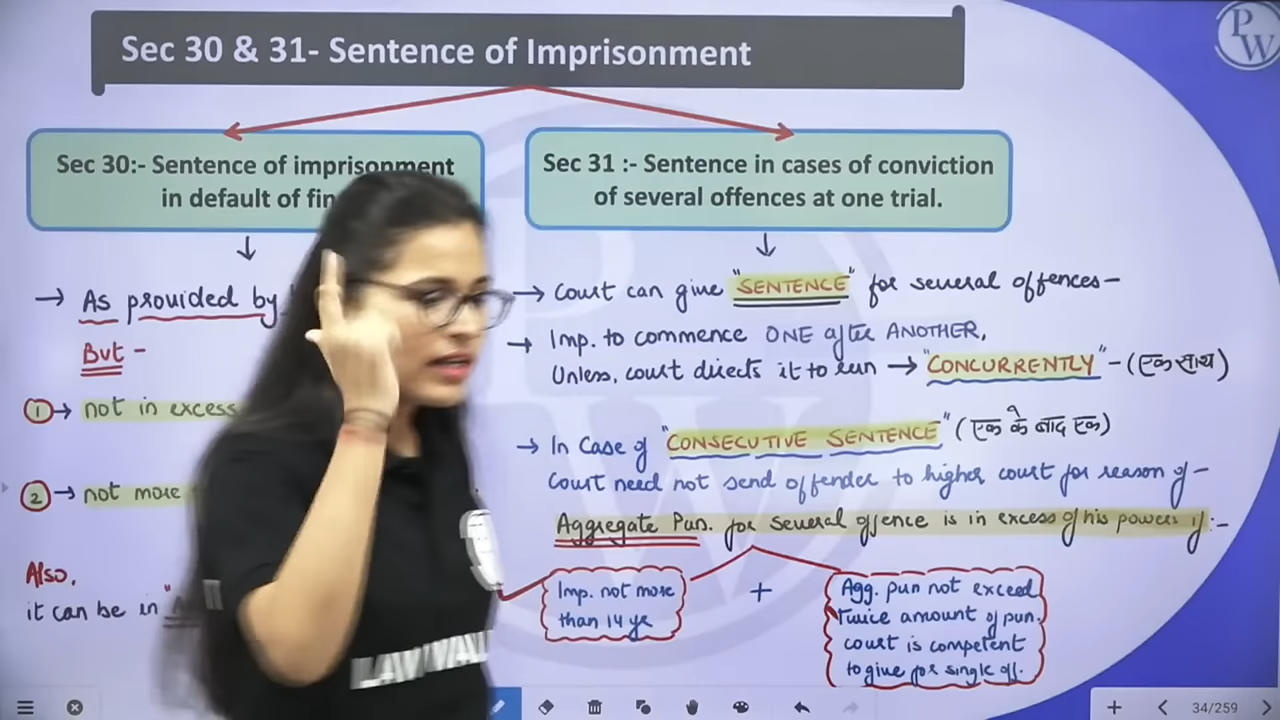 Sec 30 & 31- Sentence of Imprisonment
PW
Sec 30:- Sentence of imprisonment
in default of fin
→ As provided by
But -
① → not in excess
② → not more
Also,
it can be in "
Sec 31 :- Sentence in cases of conviction
of several offences at one trial.
→ Court can give "SENTENCE" for several offences-
→ Imp. to commence ONE after ANOTHER,
Unless, court directs it to run → "CONCURRENTLY" - (एक साथ)
→ In Case of "CONSECUTIVE SENTENCE" (एक के बाद एक)
Court need not send offender to higher court for reason of -
Aggregate Pun. for several offence is in excess of his powers if :-
Imp. not more
than 14 yr
+
Agg. pun not exceed
twice amount of pun.
court is competent
to give for single off.
LAW WAL
34/259